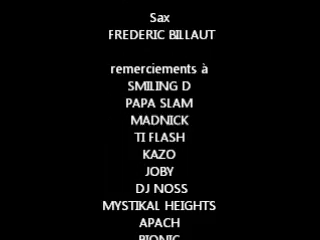 Sax
FREDERIC BILLAUT
remerciements à
SMILING D
PAPA SLAM
MADNICK
TI FLASH
KAZO
JOBY
DJ NOSS
MYSTIKAL HEIGHTS
APACH
BIONIC